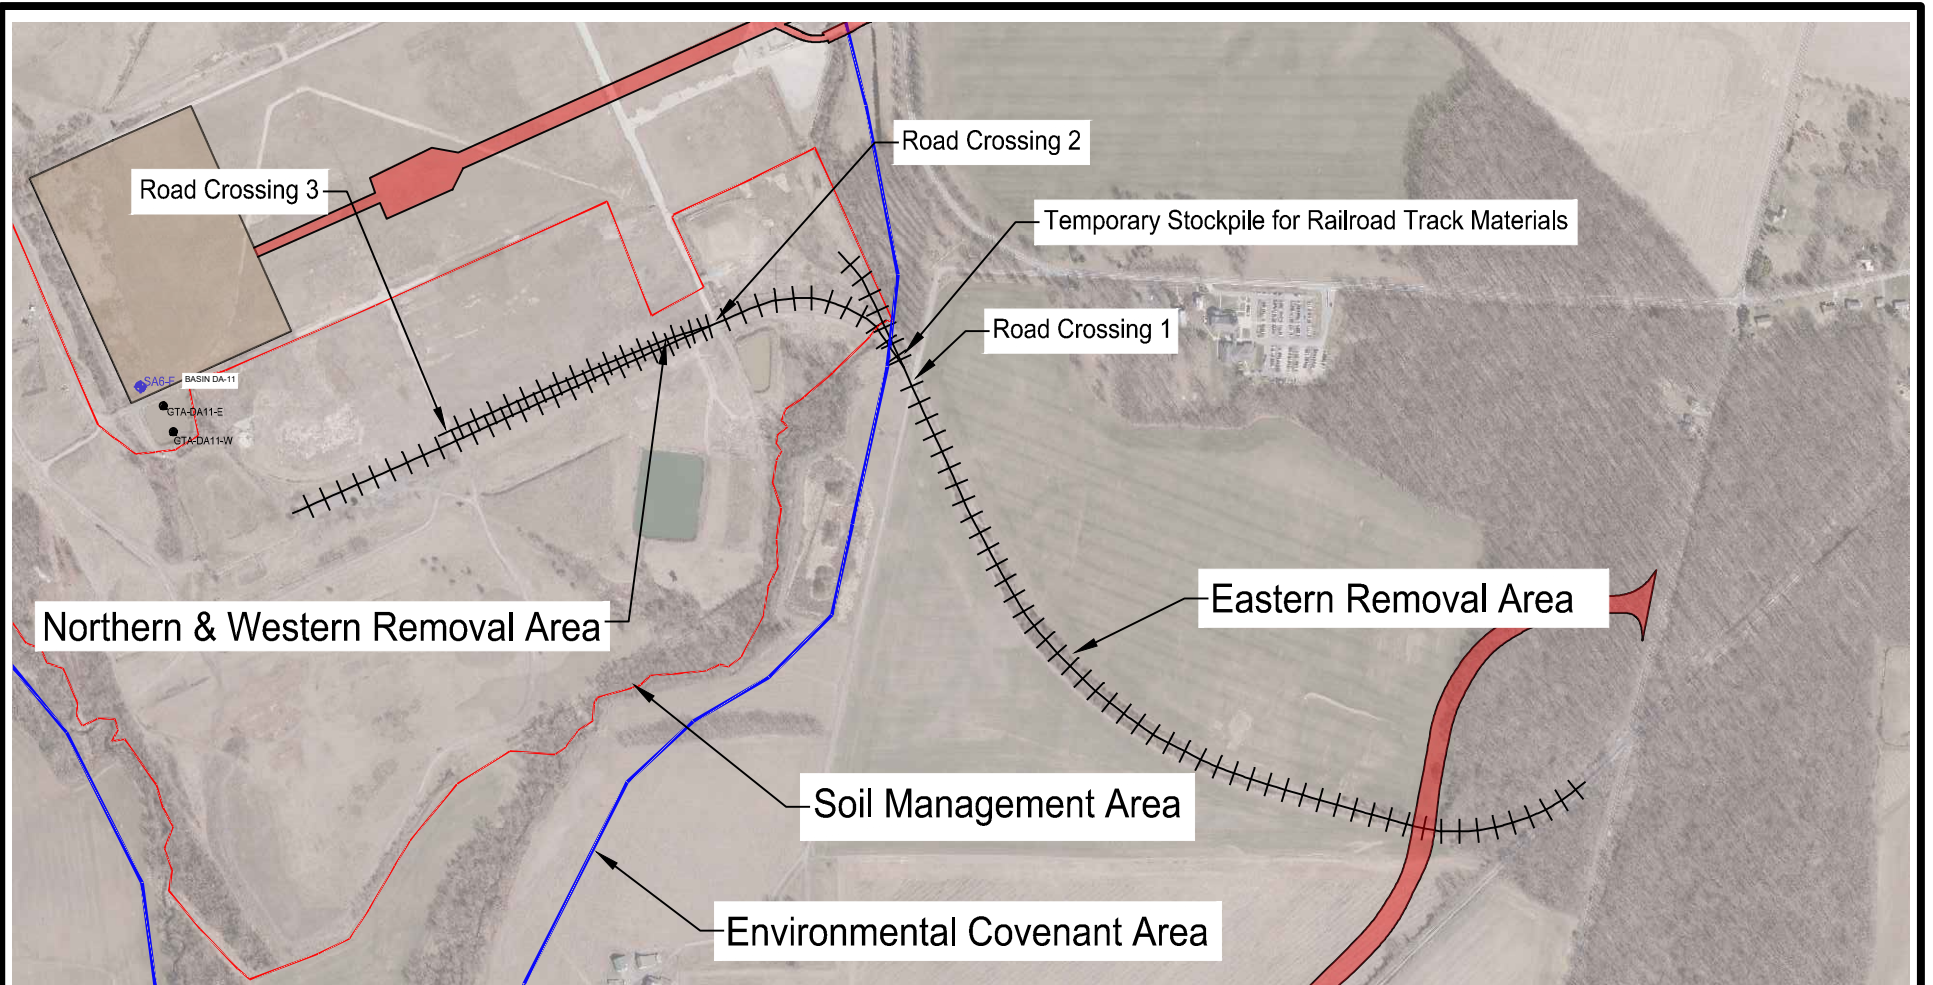 Road Crossing 2
Road Crossing 3
Temporary Stockpile for Railroad Track Materials
Road Crossing 1
SA6-F
BASIN DA-11
GTA-DA11-E
GTA-DA11-W
Eastern Removal Area
Northern & Western Removal Area
Soil Management Area
Environmental Covenant Area